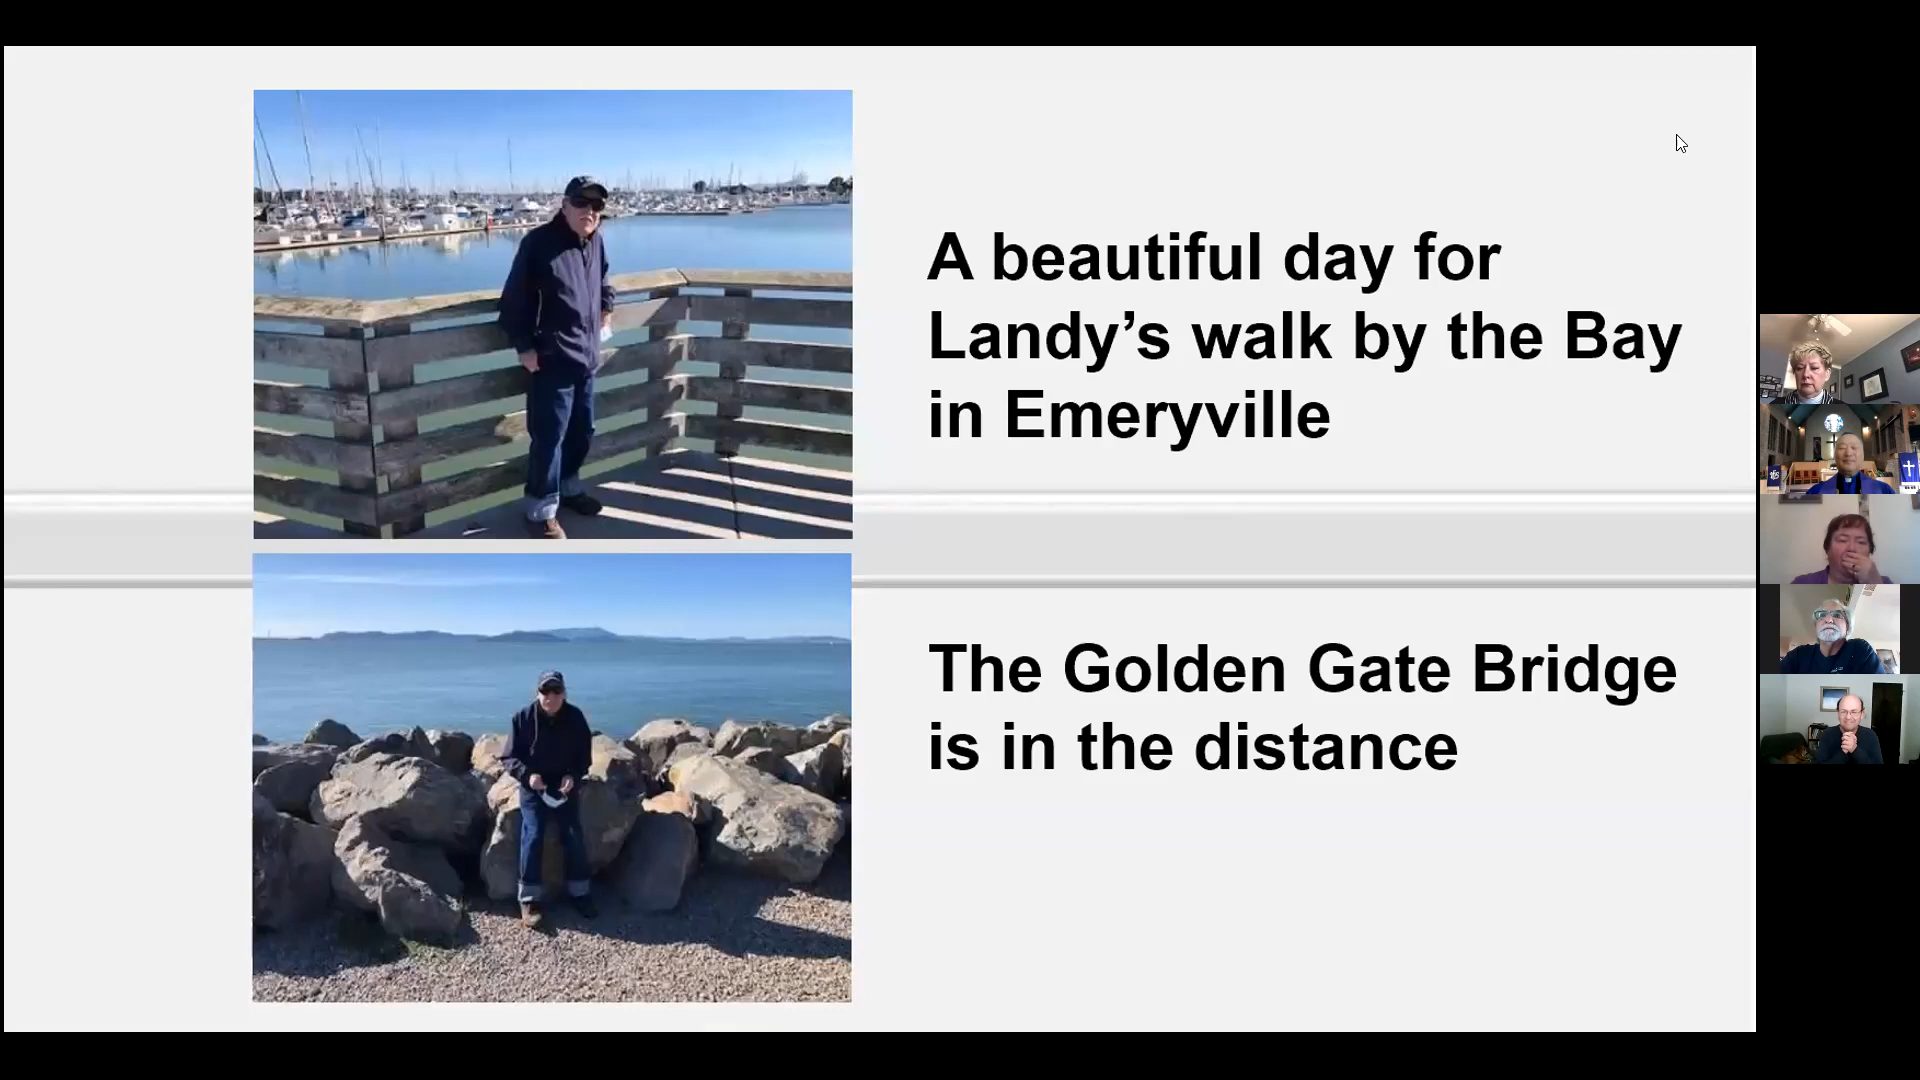 A beautiful day for
Landy’s walk by the Bay
in Emeryville
The Golden Gate Bridge
is in the distance